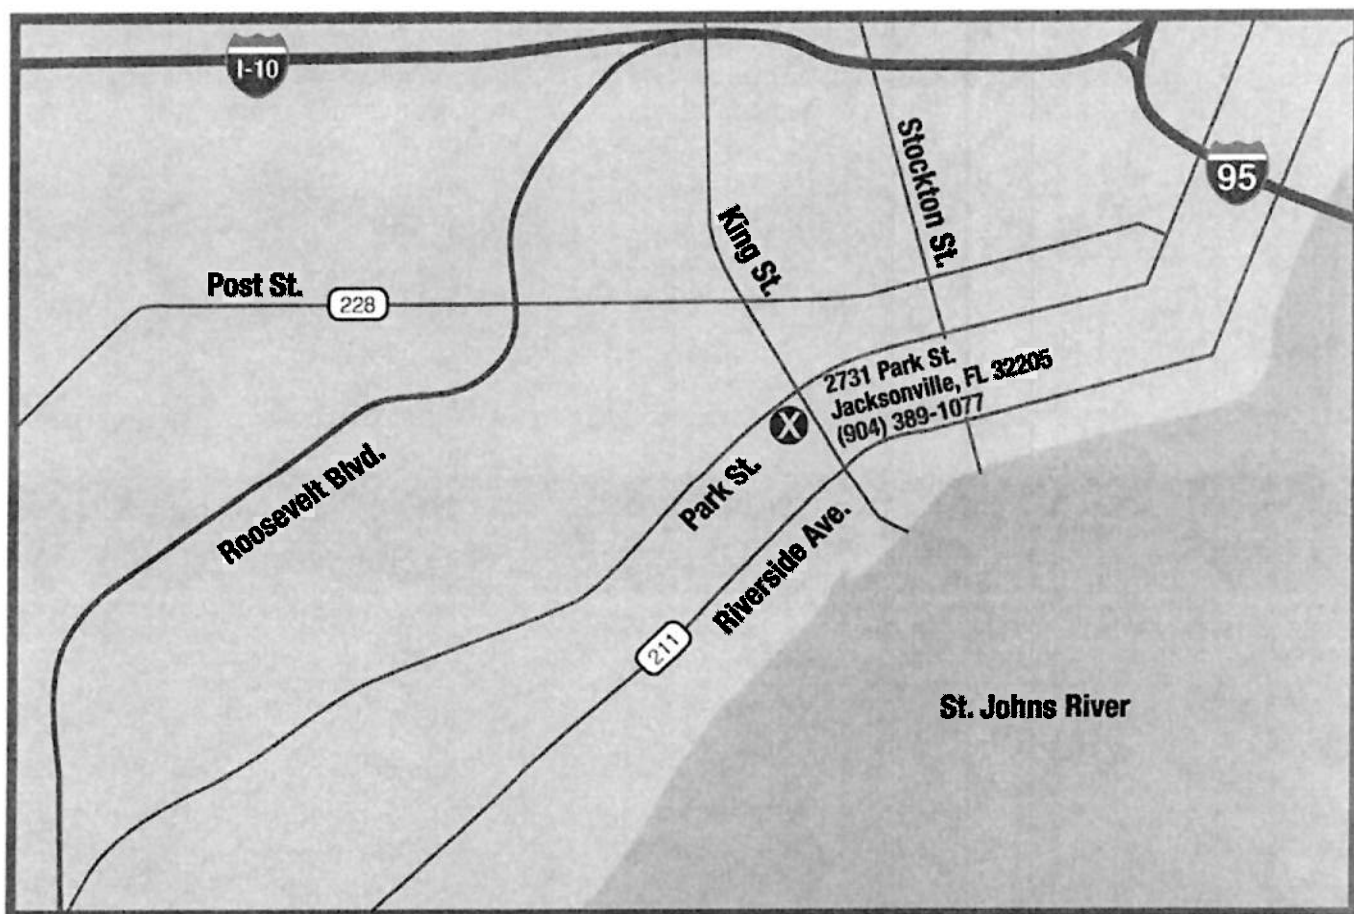 I-10
95
Stockton St.
King St.
Post St.
228
2731 Park St.
Jacksonville, FL 32205
(904) 389-1077
X
Roosevelt Blvd.
Park St.
Riverside Ave.
211
St. Johns River